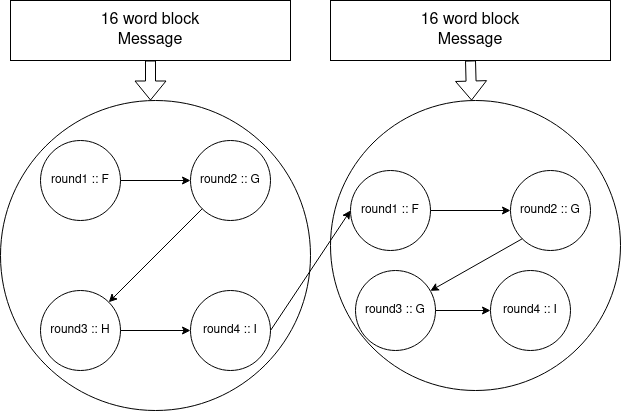 16 word block
Message
16 word block
Message
round1 :: F
round2 :: G
round3 :: H
round4 :: I
round1 :: F
round2 :: G
round3 :: G
round4 :: I